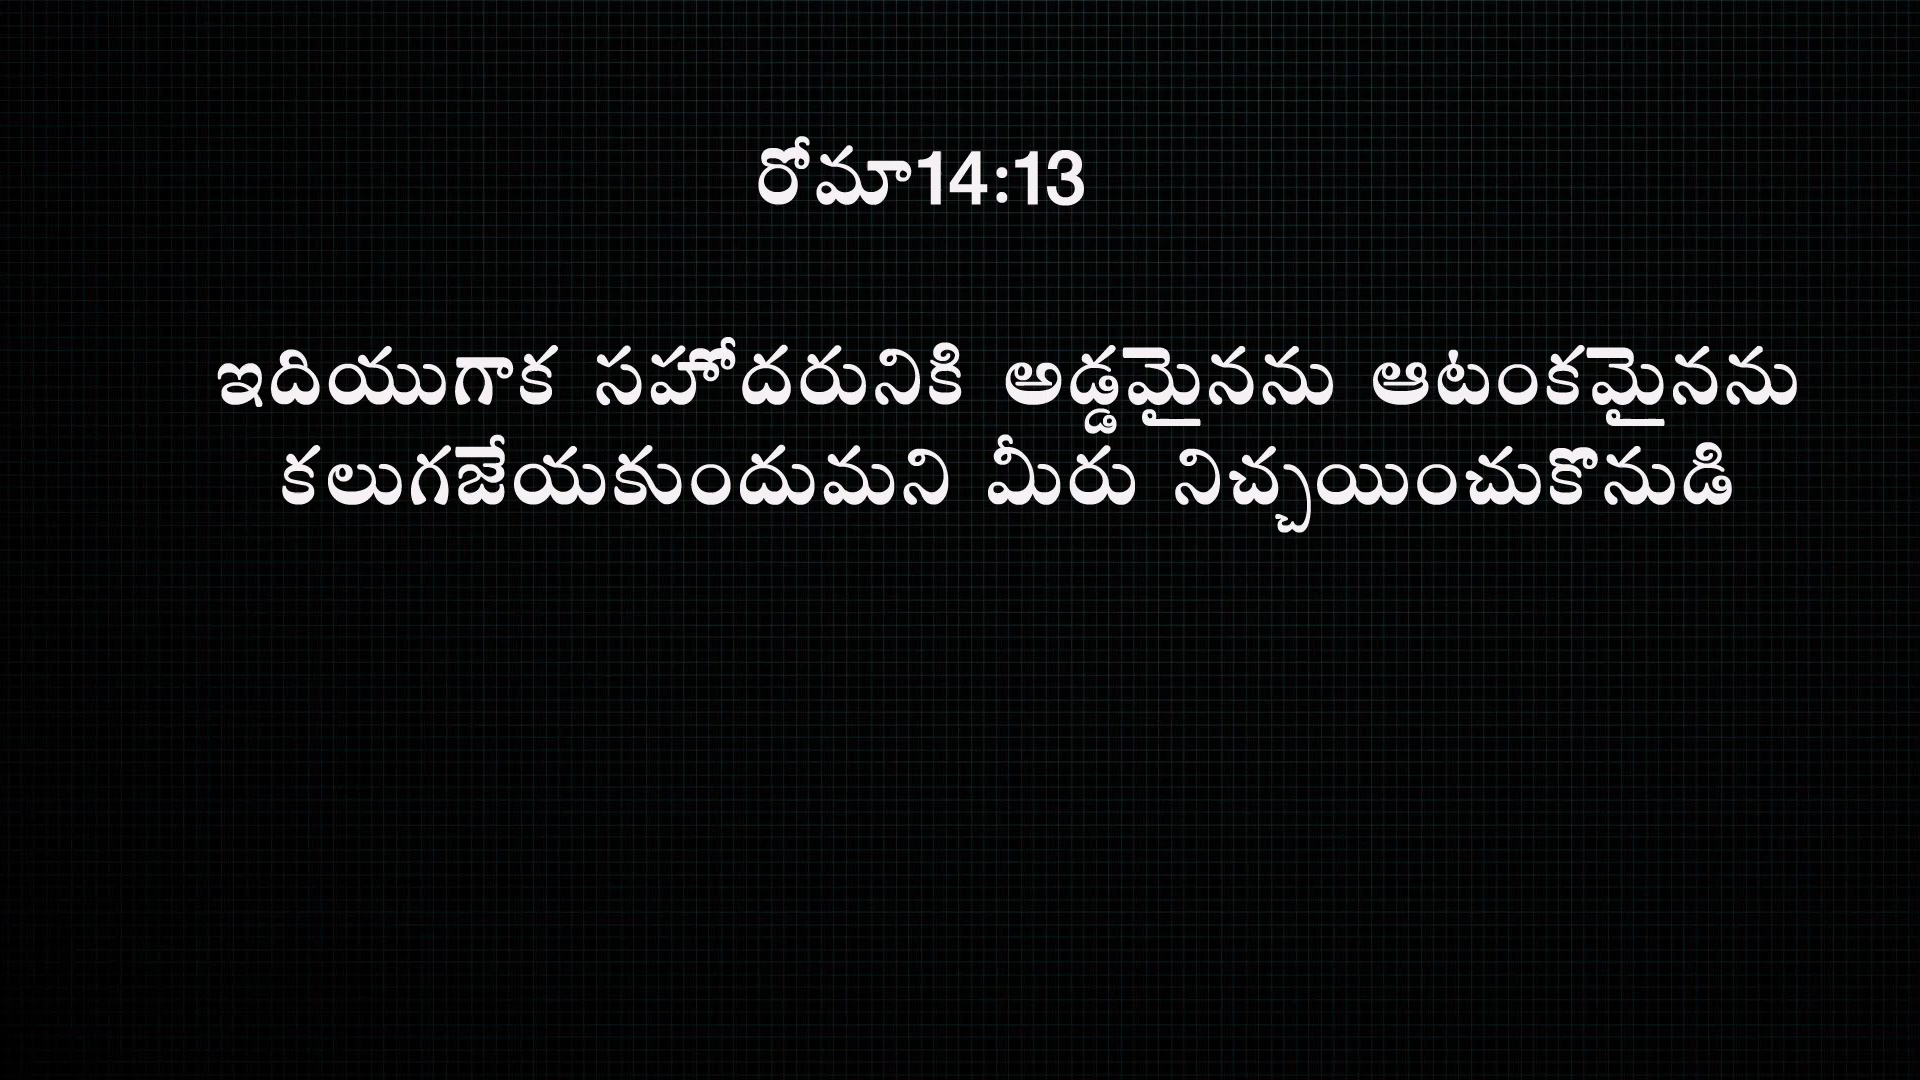 రోమా14:13
ఇదియుగాక సహోదరునికి అడ్డమైనను ఆటంకమైనను
కలుగజేయకుందుమని మీరు నిచ్చయించుకొనుడి